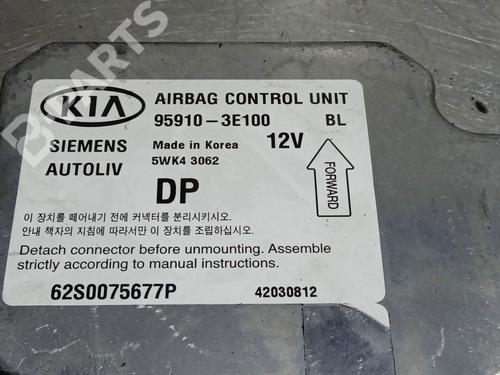 B PARTS
KIA
AIRBAG CONTROL UNIT
95910-3E100 BL
SIEMENS
AUTOLIV
Made in Korea
5WK4 3062
12V
FORWARD
DP
이 장치를 떼어내기 전에 커넥터를 분리시키시오.
안내 책자의 지침에 따라서만 이 장치를 조립하십시오.
Detach connector before unmounting. Assemble
strictly according to manual instructions.
62S0075677P 42030812